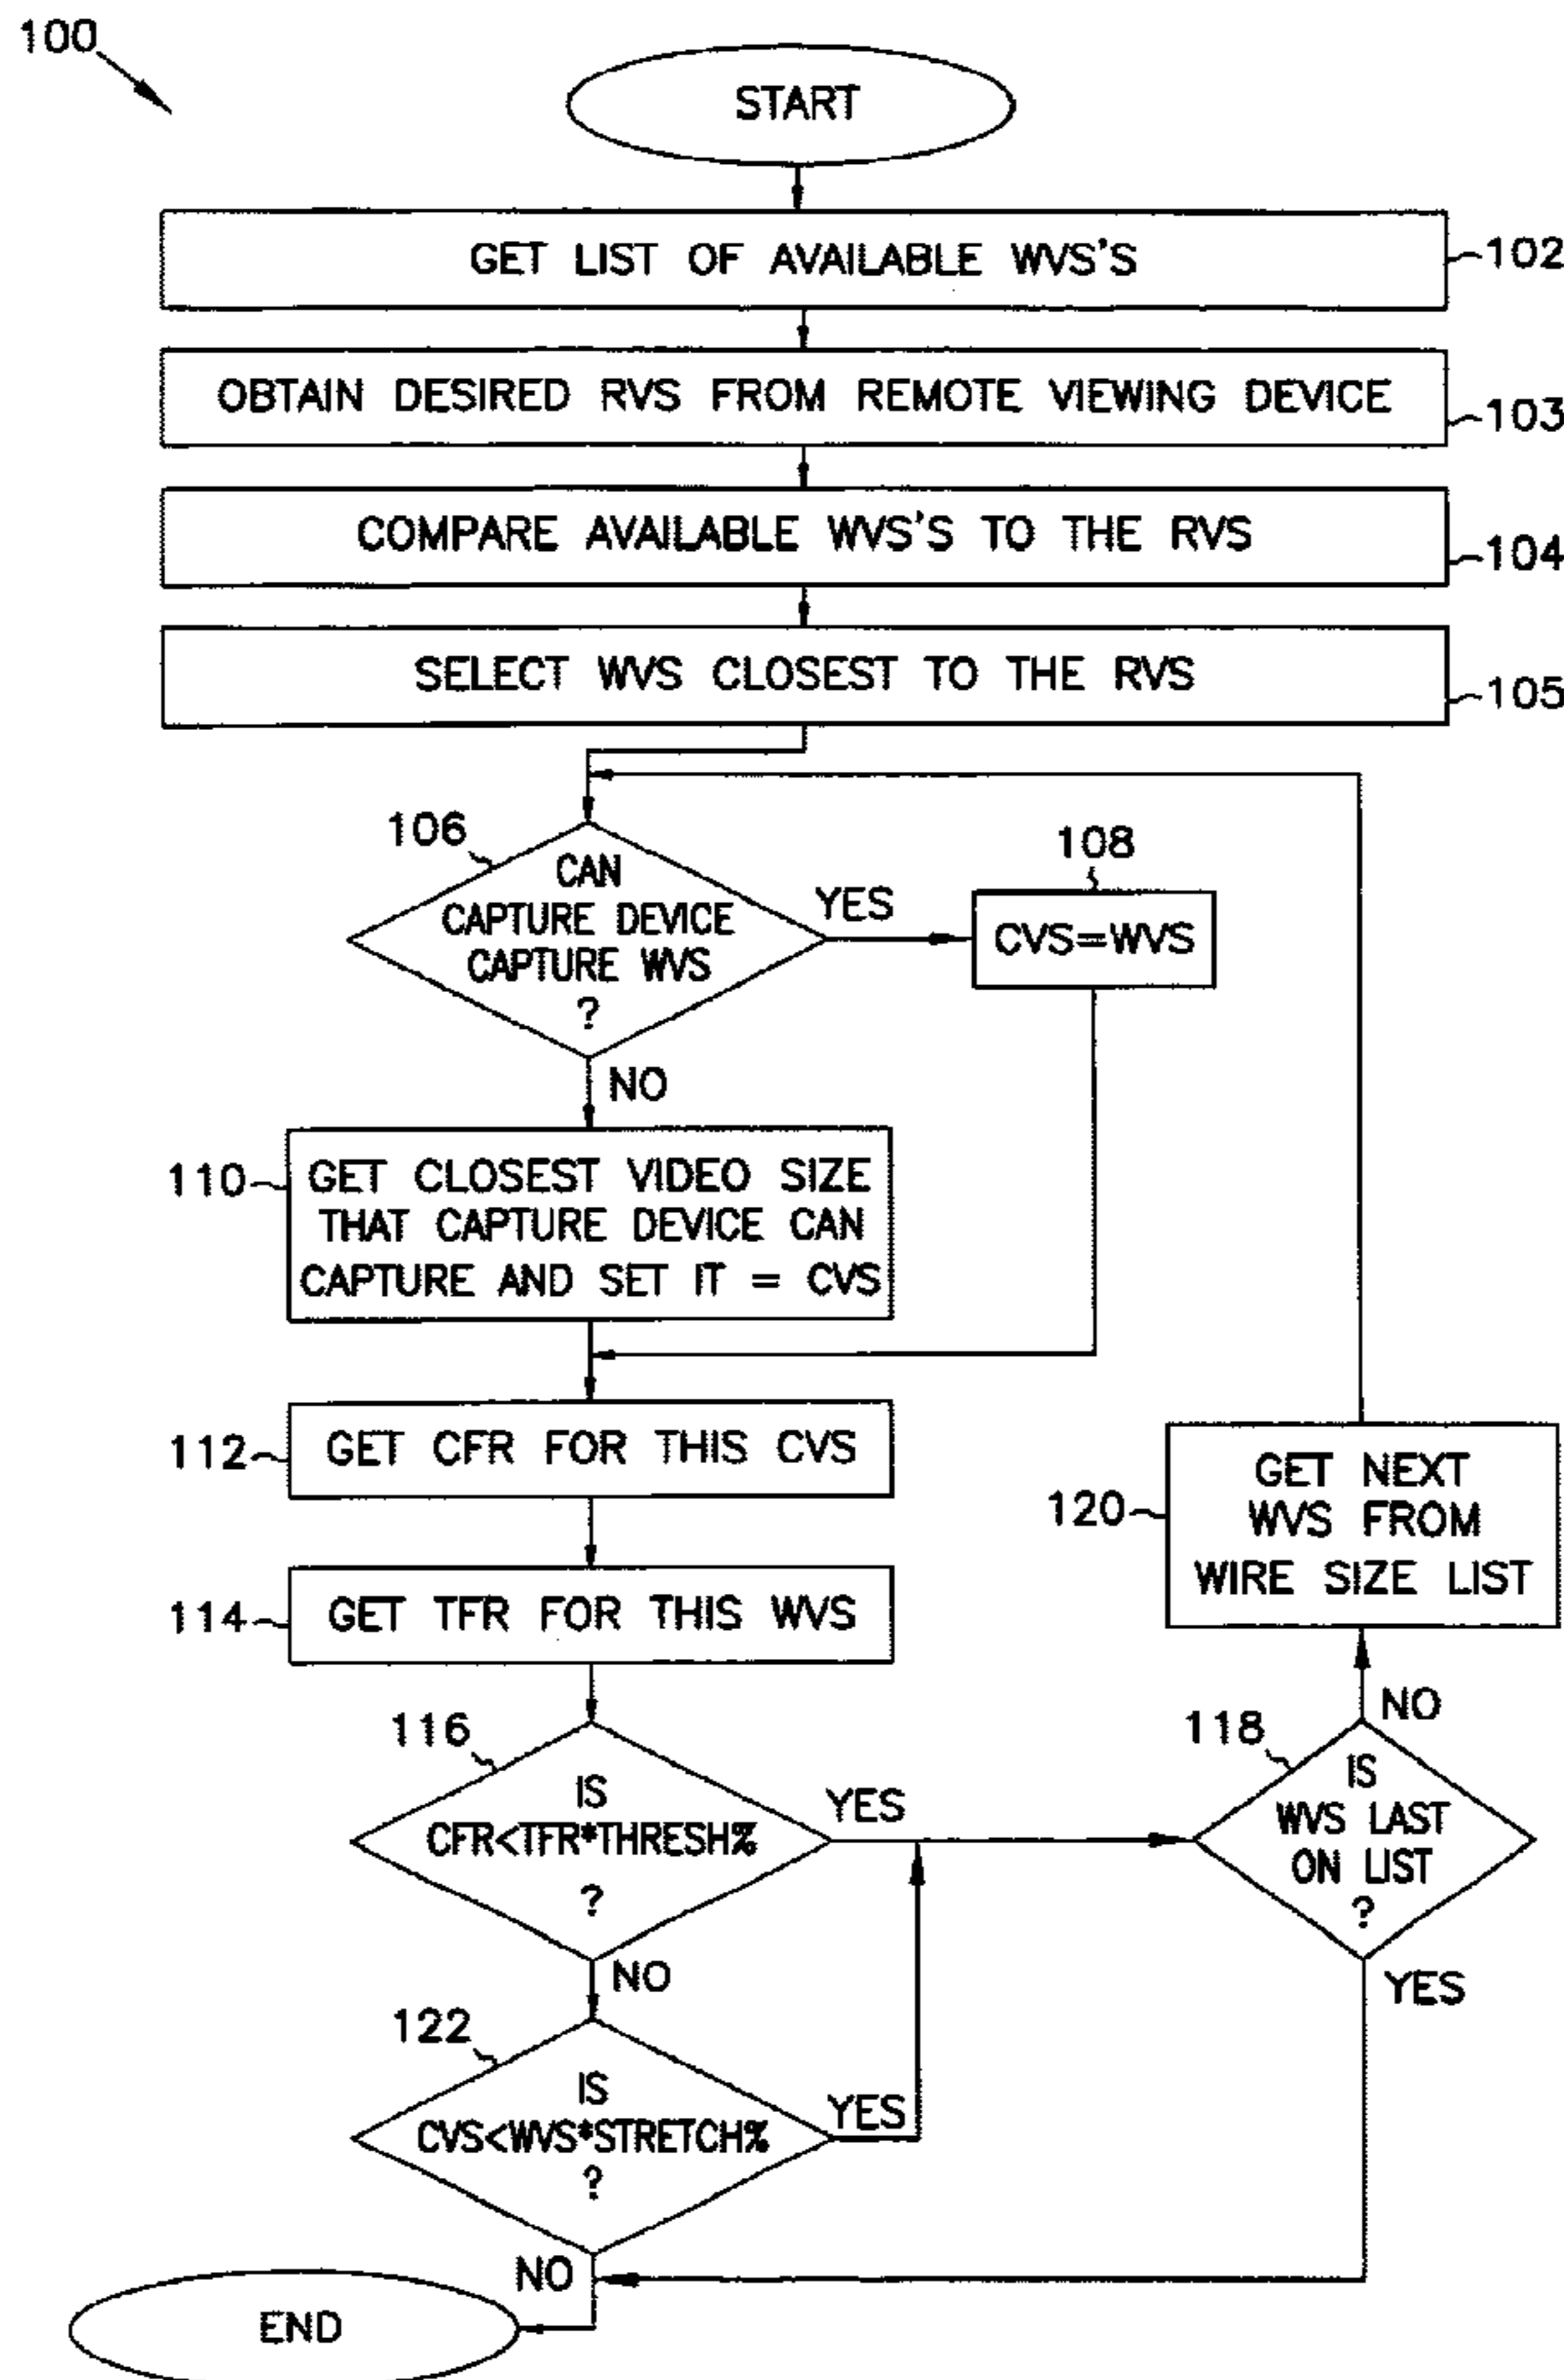 100
START
GET LIST OF AVAILABLE WVS'S
102
OBTAIN DESIRED RVS FROM REMOTE VIEWING DEVICE
103
COMPARE AVAILABLE WVS'S TO THE RVS
104
SELECT WVS CLOSEST TO THE RVS
105
106
CAN
CAPTURE DEVICE
CAPTURE WVS
?
YES
108
CVS=WVS
NO
110
GET CLOSEST VIDEO SIZE
THAT CAPTURE DEVICE CAN
CAPTURE AND SET IT = CVS
112
GET CFR FOR THIS CVS
120
GET NEXT
WVS FROM
WIRE SIZE LIST
114
GET TFR FOR THIS WVS
116
IS
CFR<TFR*THRESH%
?
YES
118
NO
IS
WVS LAST
ON LIST
?
YES
NO
122
IS
CVS<WVS*STRETCH%
?
YES
NO
END